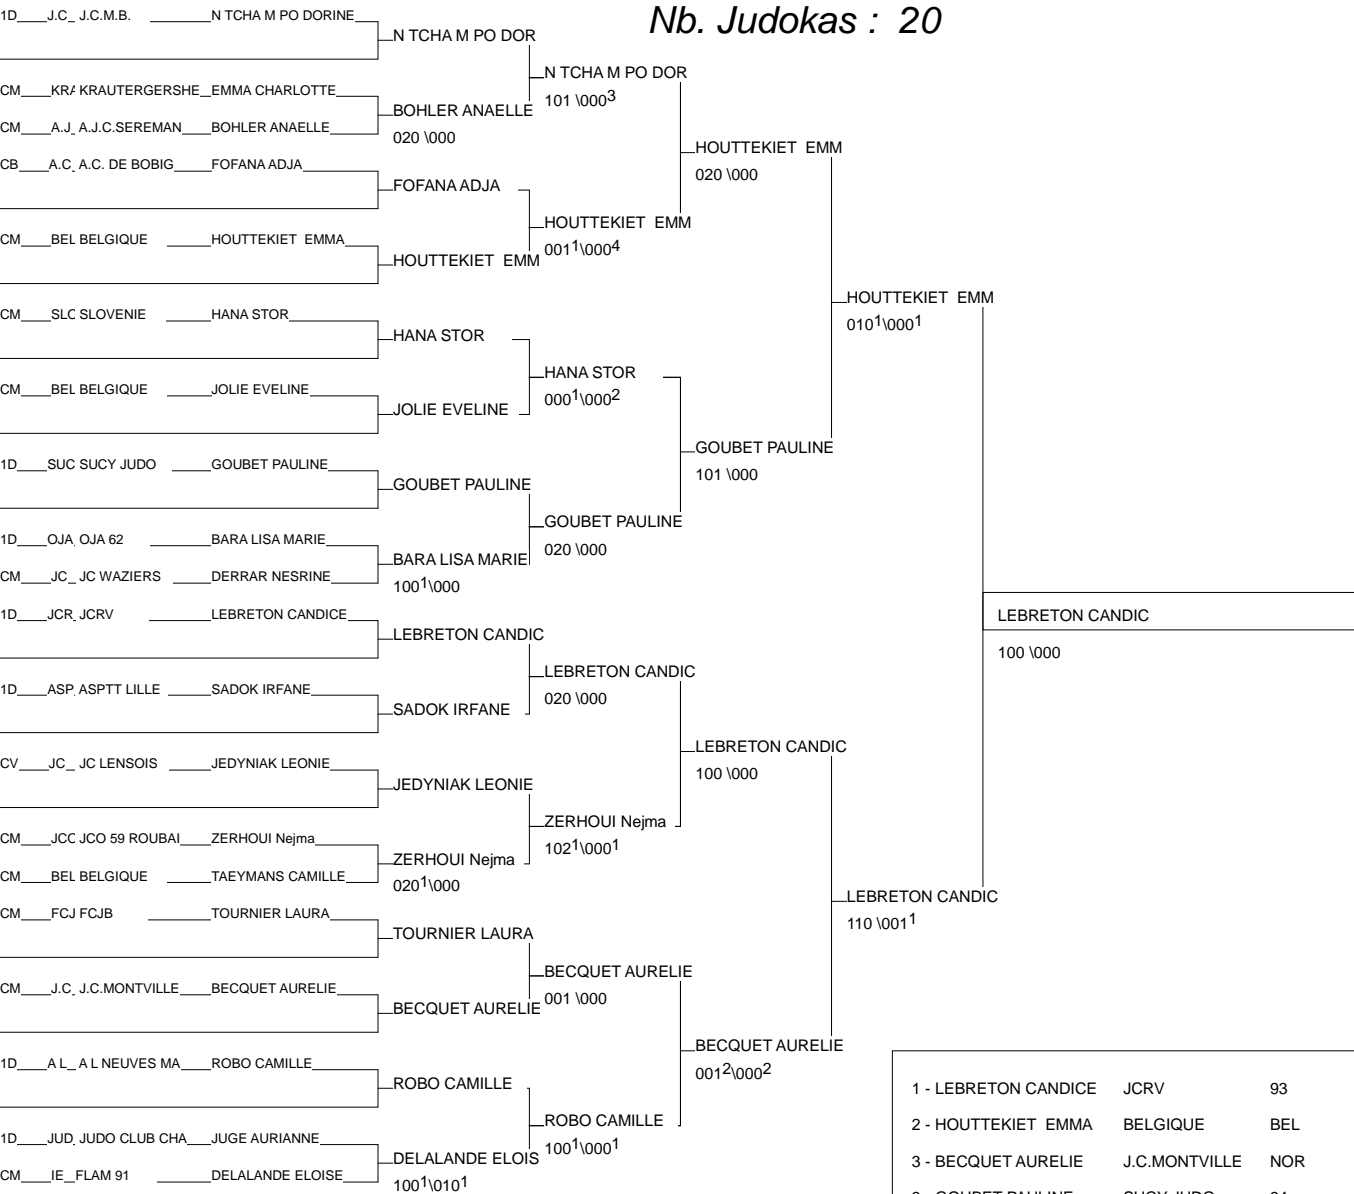 Nb. Judokas : 20
1D J.C J.C.M.B. N TCHA M PO DORINE
N TCHA M PO DOR
N TCHA M PO DOR
101 \000 3
CM KRA KRAUTERGERSHE EMMA CHARLOTTE
BOHLER ANAELLE
020 \000
CM A.J A.J.C.SEREMAN BOHLER ANAELLE
HOUTTEKIET EMM
020 \000
CB A.C A.C. DE BOBIG FOFANA ADJA
FOFANA ADJA
HOUTTEKIET EMM
001 1\000 4
CM BEL BELGIQUE HOUTTEKIET EMMA
HOUTTEKIET EMM
HOUTTEKIET EMM
010 1\000 1
CM SLO SLOVENIE HANA STOR
HANA STOR
HANA STOR
000 1\000 2
CM BEL BELGIQUE JOLIE EVELINE
JOLIE EVELINE
GOUBET PAULINE
101 \000
1D SUC SUCY JUDO GOUBET PAULINE
GOUBET PAULINE
GOUBET PAULINE
020 \000
1D OJA OJA 62 BARA LISA MARIE
BARA LISA MARIE
100 1\000
CM JC JC WAZIERS DERRAR NESRINE
LEBRETON CANDIC
100 \000
1D JCR JCRV LEBRETON CANDICE
LEBRETON CANDIC
LEBRETON CANDIC
020 \000
1D ASP ASPTT LILLE SADOK IRFANE
SADOK IRFANE
LEBRETON CANDIC
100 \000
CV JC JC LENSOIS JEDYNIAK LEONIE
JEDYNIAK LEONIE
ZERHOUI Nejma
102 1\000 1
CM JCO JCO 59 ROUBAI ZERHOUI Nejma
ZERHOUI Nejma
020 1\000
CM BEL BELGIQUE TAEYMANS CAMILLE
LEBRETON CANDIC
110 \001 1
CM FCJ FCJB TOURNIER LAURA
TOURNIER LAURA
BECQUET AURELIE
001 \000
CM J.C J.C.MONTVILLE BECQUET AURELIE
BECQUET AURELIE
BECQUET AURELIE
001 2\000 2
1D A L A L NEUVES MA ROBO CAMILLE
ROBO CAMILLE
ROBO CAMILLE
100 1\000 1
1D JUD JUDO CLUB CHA JUGE AURIANNE
DELALANDE ELOIS
100 1\010 1
CM IE FLAM 91 DELALANDE ELOISE
1 - LEBRETON CANDICE JCRV 93
2 - HOUTTEKIET EMMA BELGIQUE BEL
3 - BECQUET AURELIE J.C.MONTVILLE NOR